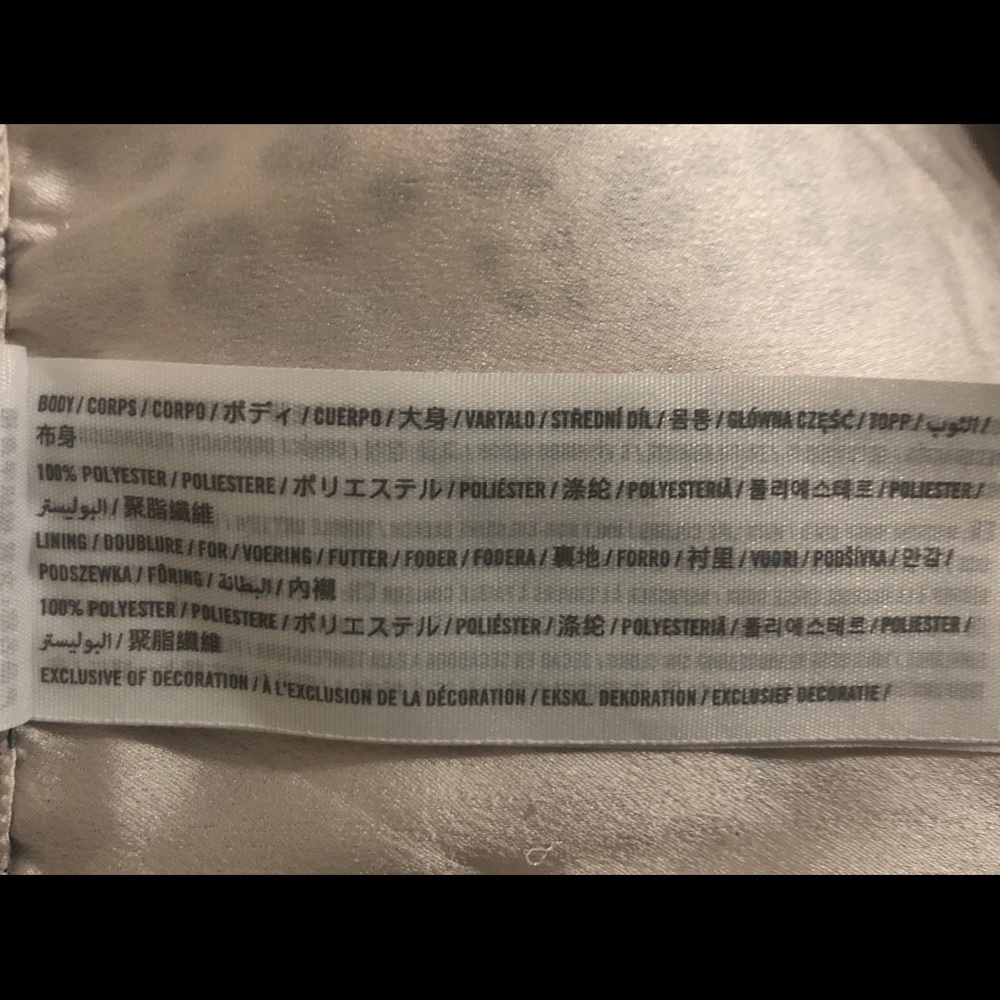 BODY / CORPS / CORPO / ボディ / CUERPO / 大身 / VARTALO / STŘEDNÍ DÍL / 몸통 / GŁÓWNA CZĘŚĆ / TOPP / الثوب /
布身
100% POLYESTER / POLIESTERE / ポリエステル / POLIÉSTER / 涤纶 / POLYESTERIÄ / 폴리에스테르 / POLIESTER /
البوليستر / 聚脂纖維
LINING / DOUBLURE / FOR / VOERING / FUTTER / FODER / FODERA / 裏地 / FORRO / 衬里 / VUORI / PODŠÍVKA / 안감 /
PODSZEWKA / FÔRING / البطانة / 內襯
100% POLYESTER / POLIESTERE / ポリエステル / POLIÉSTER / 涤纶 / POLYESTERIÄ / 폴리에스테르 / POLIESTER /
البوليستر / 聚脂纖維
EXCLUSIVE OF DECORATION / À L'EXCLUSION DE LA DÉCORATION / EKSKL. DEKORATION / EXCLUSIEF DECORATIE /